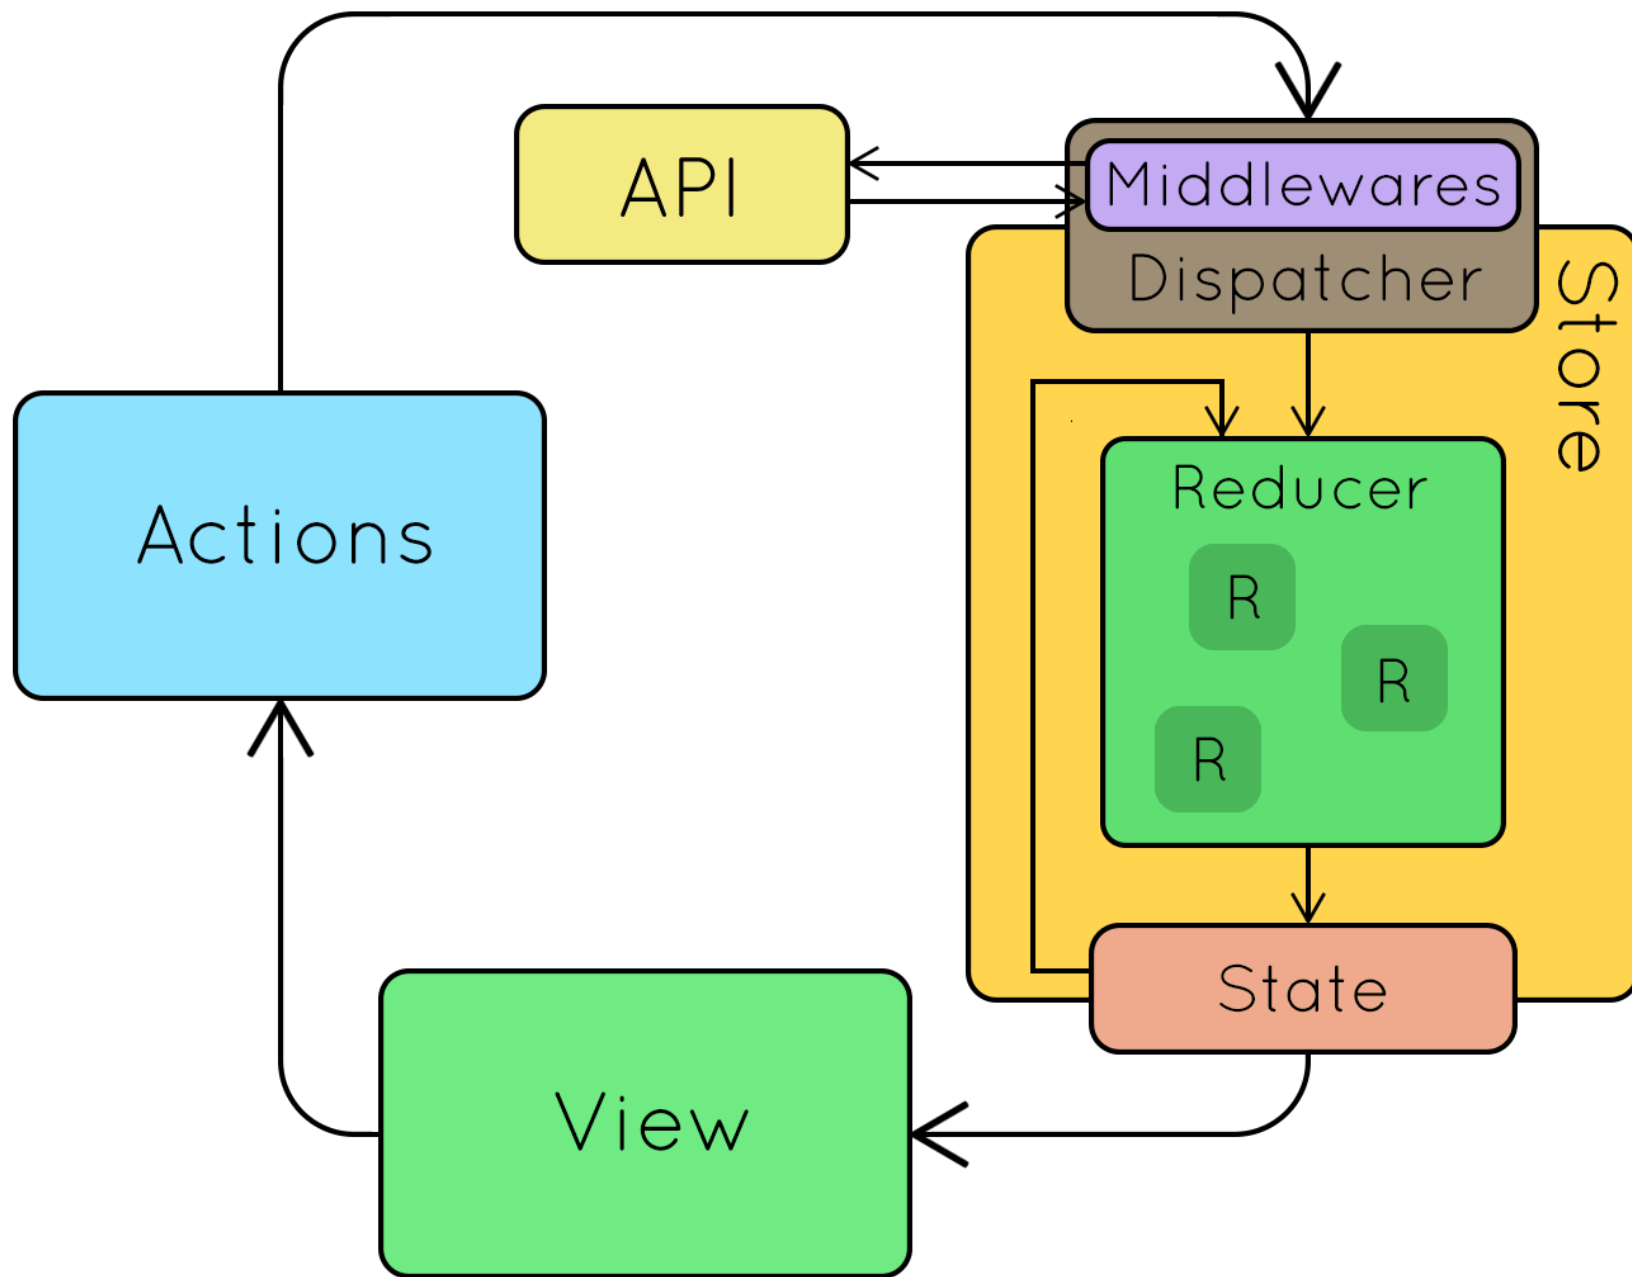 API
Middlewares
Dispatcher
Store
Actions
Reducer
R
R
R
State
View